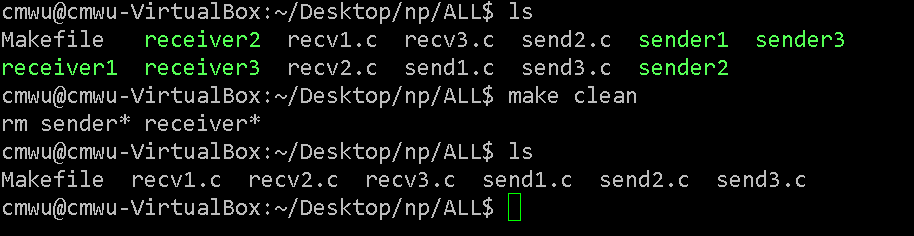 cmwu@cmwu-VirtualBox:~/Desktop/np/ALL$ ls
Makefile   receiver2  recv1.c  recv3.c  send2.c  sender1  sender3
receiver1  receiver3  recv2.c  send1.c  send3.c  sender2
cmwu@cmwu-VirtualBox:~/Desktop/np/ALL$ make clean
rm sender* receiver*
cmwu@cmwu-VirtualBox:~/Desktop/np/ALL$ ls
Makefile  recv1.c  recv2.c  recv3.c  send1.c  send2.c  send3.c
cmwu@cmwu-VirtualBox:~/Desktop/np/ALL$